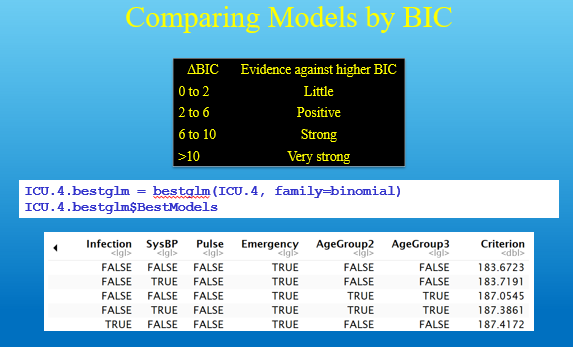 Comparing Models by BIC
ΔBIC Evidence against higher BIC
0 to 2 Little
2 to 6 Positive
6 to 10 Strong
>10 Very strong
ICU.4.bestglm = bestglm(ICU.4, family=binomial)
ICU.4.bestglm$BestModels
Infection SysBP Pulse Emergency AgeGroup2 AgeGroup3 Criterion
<lgl> <lgl> <lgl> <lgl> <lgl> <lgl> <dbl>
FALSE FALSE FALSE TRUE FALSE FALSE 183.6723
FALSE TRUE FALSE TRUE FALSE FALSE 183.7191
FALSE FALSE FALSE TRUE TRUE TRUE 187.0545
FALSE TRUE FALSE TRUE TRUE TRUE 187.3861
TRUE FALSE FALSE TRUE FALSE FALSE 187.4172